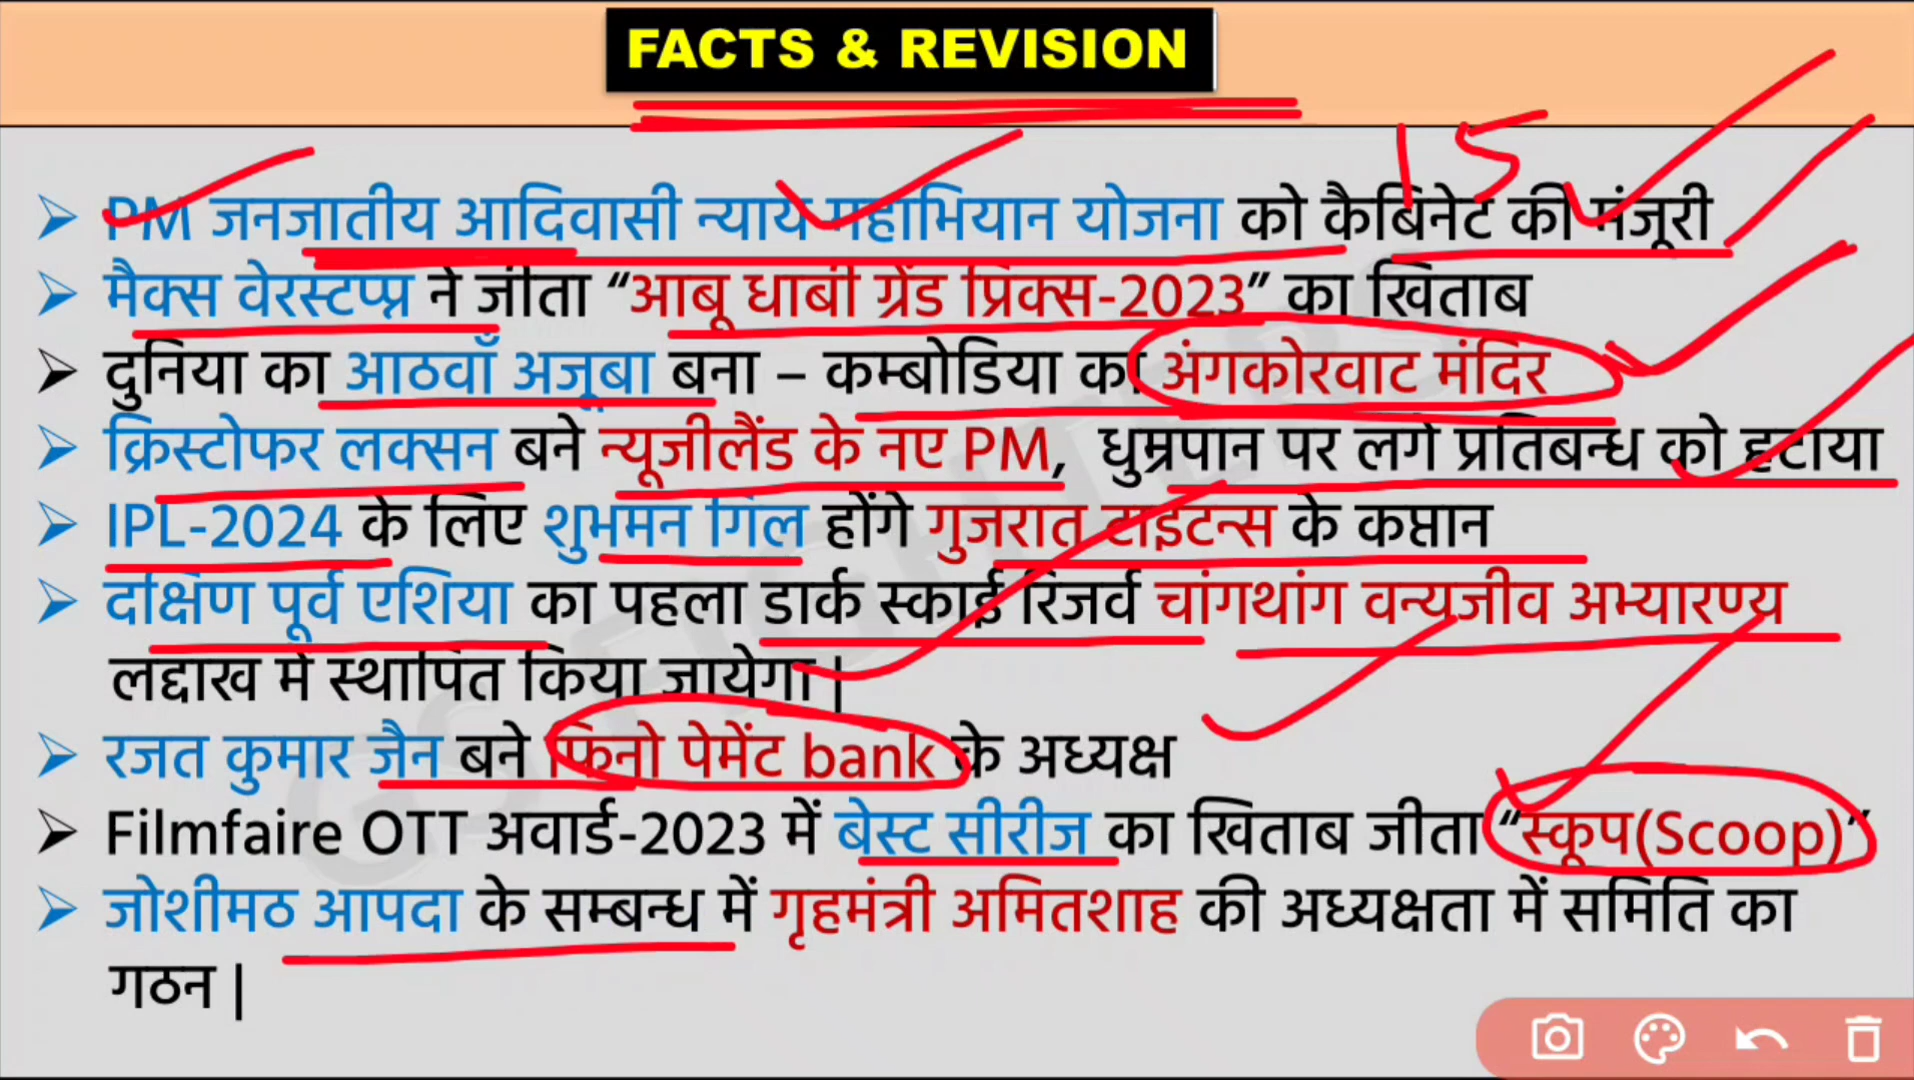 FACTS & REVISION
15
PM जनजातीय आदिवासी न्याय महाभियान योजना को कैबिनेट की मंजूरी
मैक्स वेरस्टप्प्न ने जीता “आबू धाबी ग्रेंड प्रिक्स-2023” का खिताब
दुनिया का आठवाँ अजूबा बना – कम्बोडिया का अंगकोरवाट मंदिर
क्रिस्टोफर लक्सन बने न्यूजीलैंड के नए PM, धुम्रपान पर लगे प्रतिबन्ध को हटाया
IPL-2024 के लिए शुभमन गिल होंगे गुजरात टाइटन्स के कप्तान
दक्षिण पूर्व एशिया का पहला डार्क स्काई रिजर्व चांगथांग वन्यजीव अभ्यारण्य
लद्दाख में स्थापित किया जायेगा |
रजत कुमार जैन बने फिनो पेमेंट bank के अध्यक्ष
Filmfaire OTT अवार्ड-2023 में बेस्ट सीरीज का खिताब जीता “स्कूप(Scoop)”
जोशीमठ आपदा के सम्बन्ध में गृहमंत्री अमितशाह की अध्यक्षता में समिति का
गठन |